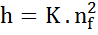 h = K . n_f^2